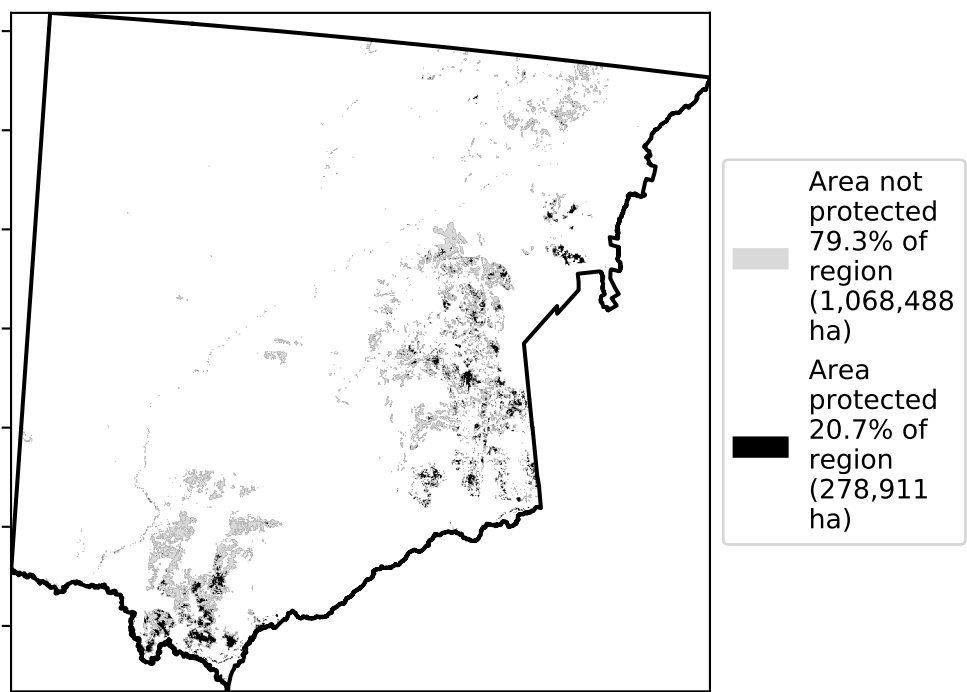 Area not
protected
79.3% of
region
(1,068,488
ha)
Area
protected
20.7% of
region
(278,911
ha)